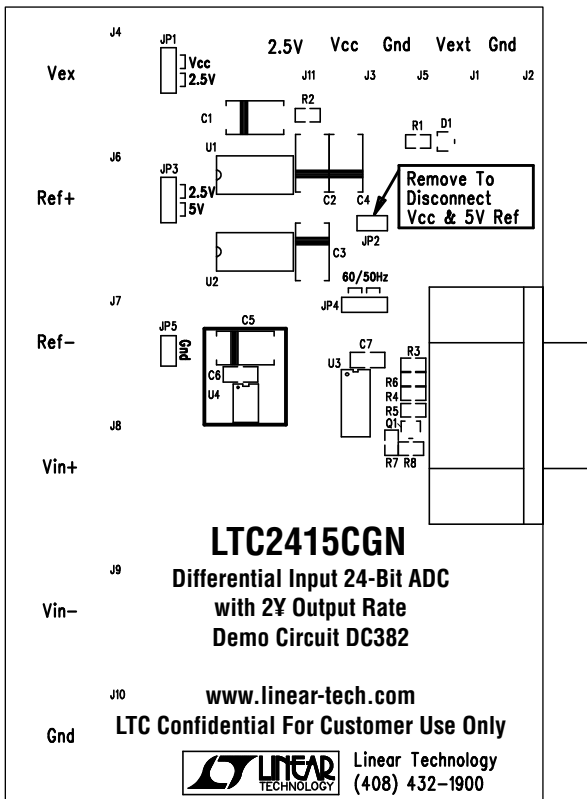 J4
JP1
2.5V Vcc Gnd Vext Gnd
Vex
Vcc
2.5V
J11 J3 J5 J1 J2
C1
R2
R1 D1
J6
U1
JP3
Ref+
2.5V
5V
C2 C4
Remove To
Disconnect
Vcc & 5V Ref
JP2
U2
C3
60/50Hz
J7
JP4
Ref-
JP5
Gnd
C5
C6
U4
C7
U3
R3
R6
R4
R5
Q1
R7 R8
J8
Vin+
LTC2415CGN
Differential Input 24-Bit ADC
with 2¥ Output Rate
Demo Circuit DC382
J9
Vin-
J10
www.linear-tech.com
LTC Confidential For Customer Use Only
Gnd
LT LINEAR
TECHNOLOGY
Linear Technology
(408) 432-1900